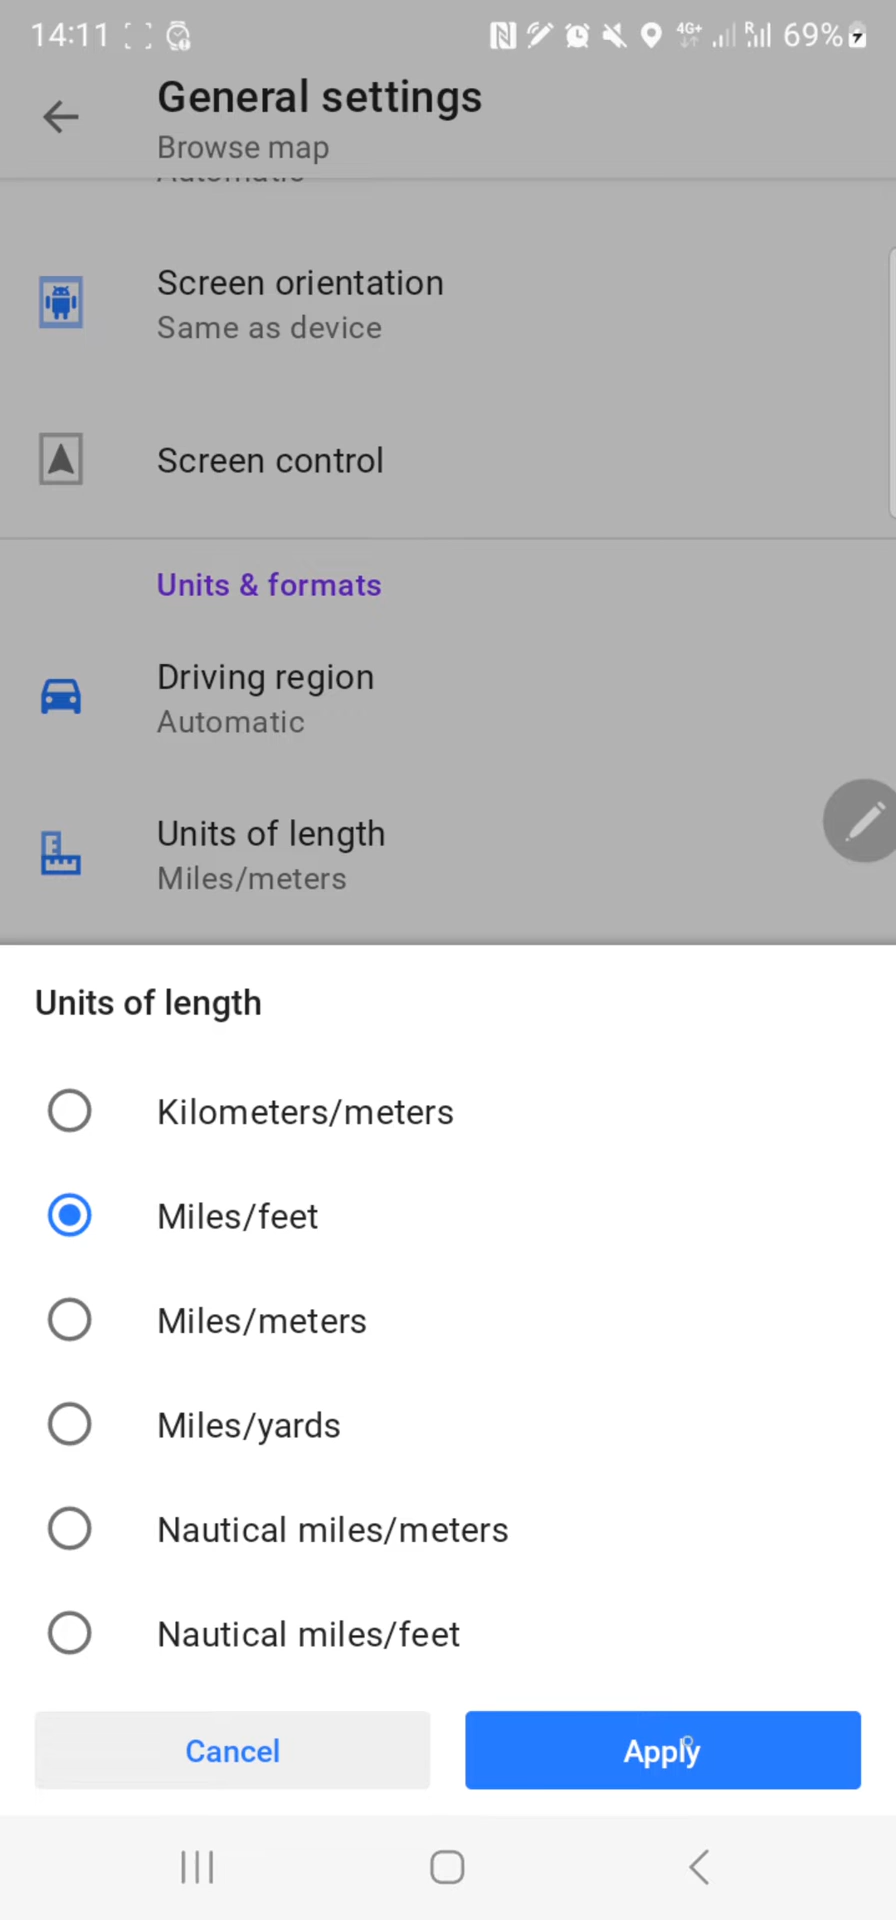 14:11 4G+ R 69%
General settings
Browse map
Automatic
Screen orientation
Same as device
Screen control
Units & formats
Driving region
Automatic
Units of length
Miles/meters
Units of length
Kilometers/meters
Miles/feet
Miles/meters
Miles/yards
Nautical miles/meters
Nautical miles/feet
Cancel Apply